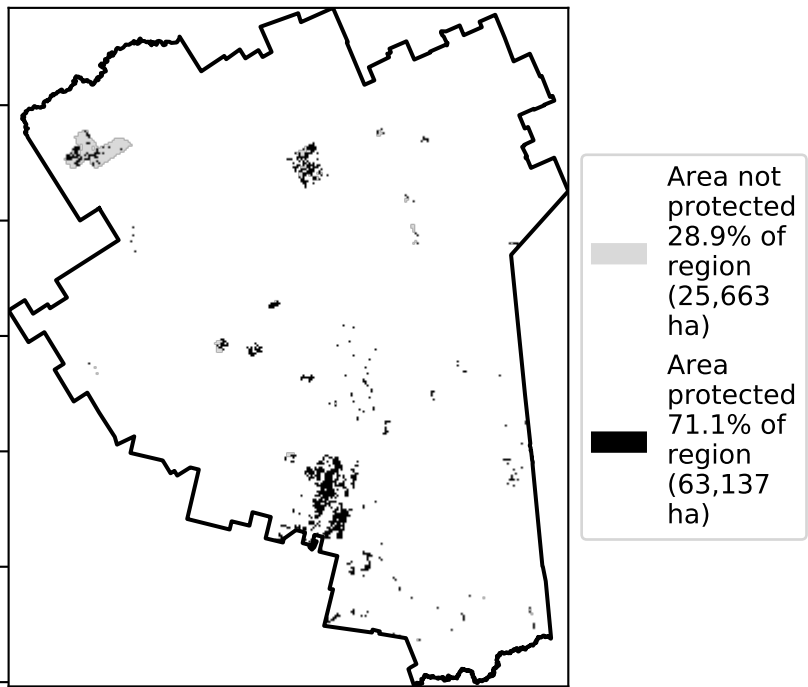 Area not
protected
28.9% of
region
(25,663
ha)
Area
protected
71.1% of
region
(63,137
ha)